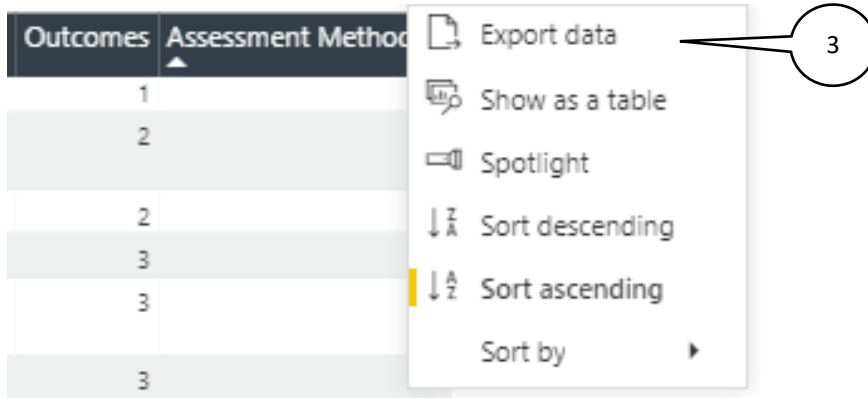 Outcomes Assessment Method
1
2
2
3
3
3
Export data
Show as a table
Spotlight
Sort descending
Sort ascending
Sort by
3